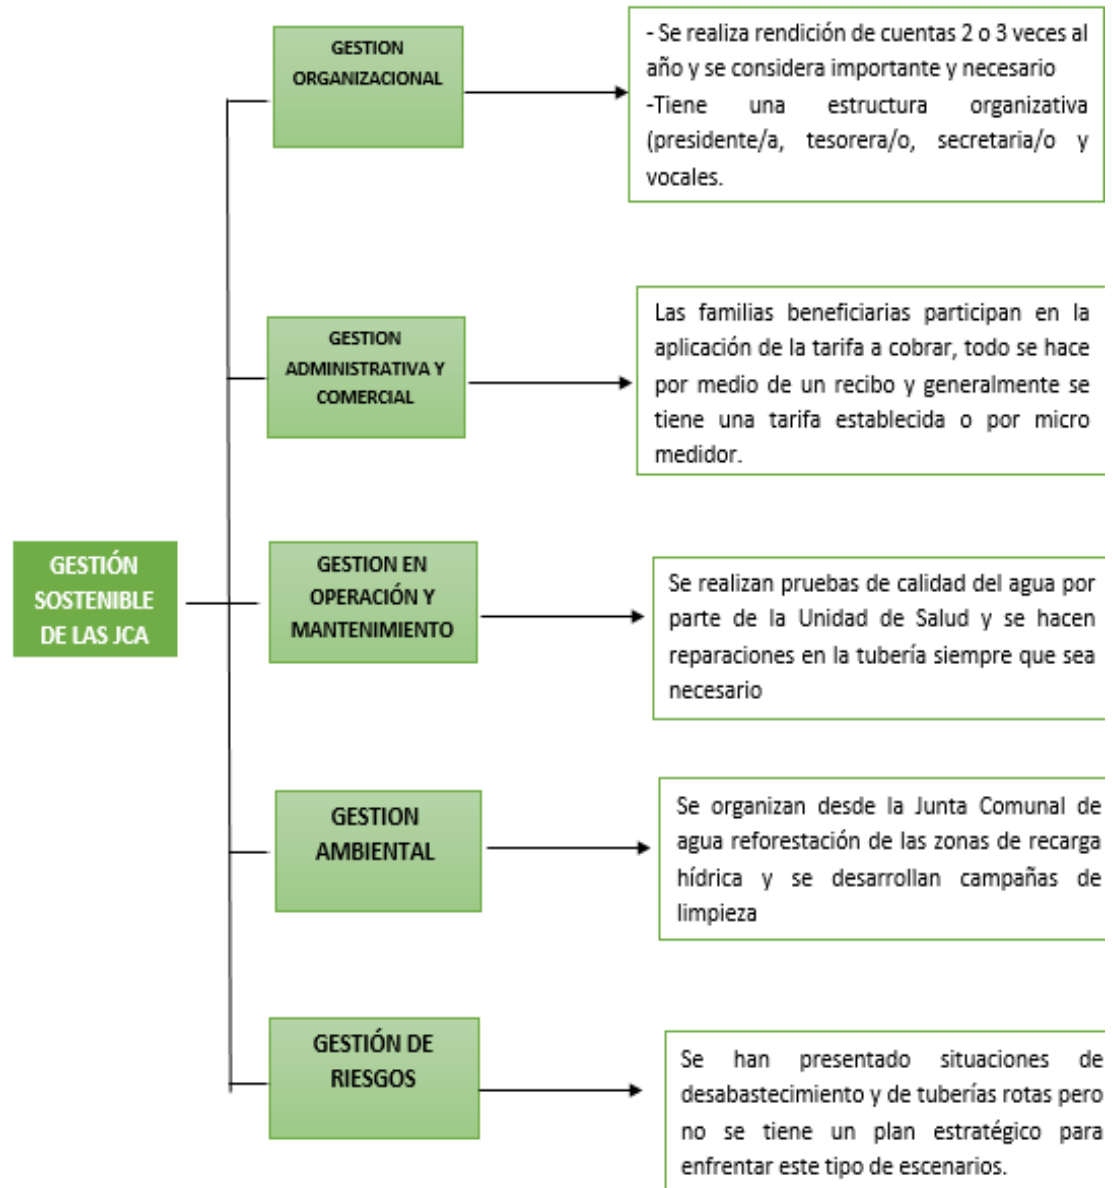 GESTION
ORGANIZACIONAL
- Se realiza rendición de cuentas 2 o 3 veces al
año y se considera importante y necesario
-Tiene una estructura organizativa
(presidente/a, tesorera/o, secretaria/o y
vocales.
GESTION
ADMINISTRATIVA Y
COMERCIAL
Las familias beneficiarias participan en la
aplicación de la tarifa a cobrar, todo se hace
por medio de un recibo y generalmente se
tiene una tarifa establecida o por micro
medidor.
GESTIÓN
SOSTENIBLE
DE LAS JCA
GESTION EN
OPERACIÓN Y
MANTENIMIENTO
Se realizan pruebas de calidad del agua por
parte de la Unidad de Salud y se hacen
reparaciones en la tubería siempre que sea
necesario
GESTION
AMBIENTAL
Se organizan desde la Junta Comunal de
agua reforestación de las zonas de recarga
hídrica y se desarrollan campañas de
limpieza
GESTIÓN DE
RIESGOS
Se han presentado situaciones de
desabastecimiento y de tuberías rotas pero
no se tiene un plan estratégico para
enfrentar este tipo de escenarios.